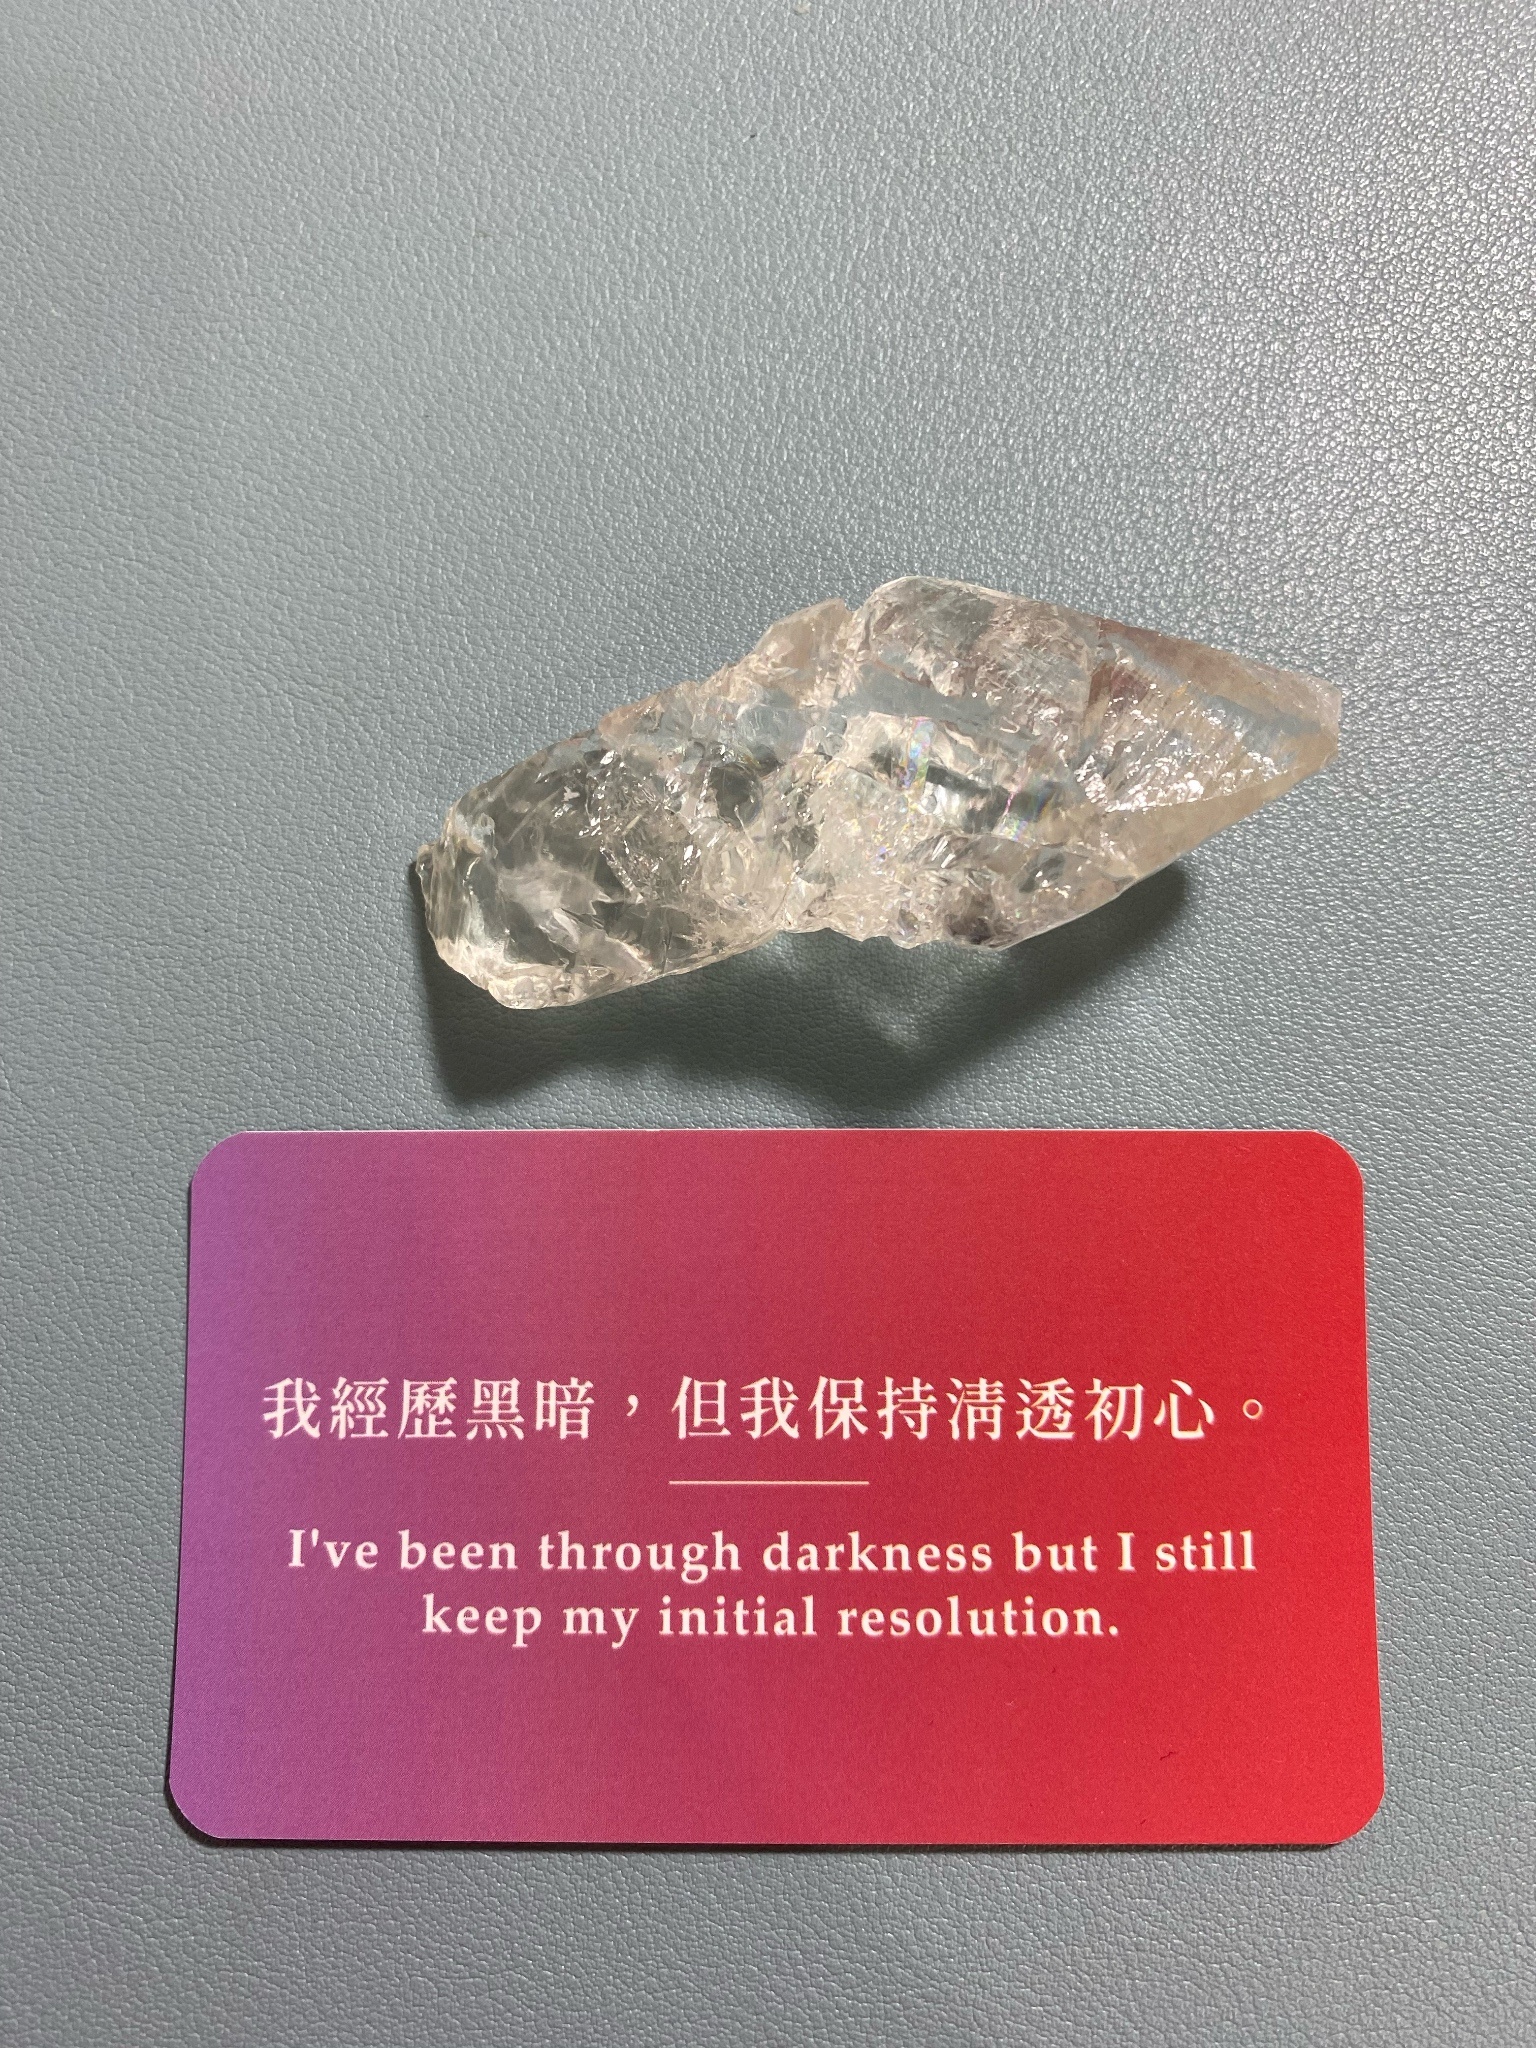 我經歷黑暗，但我保持清透初心。
I've been through darkness but I still
keep my initial resolution.